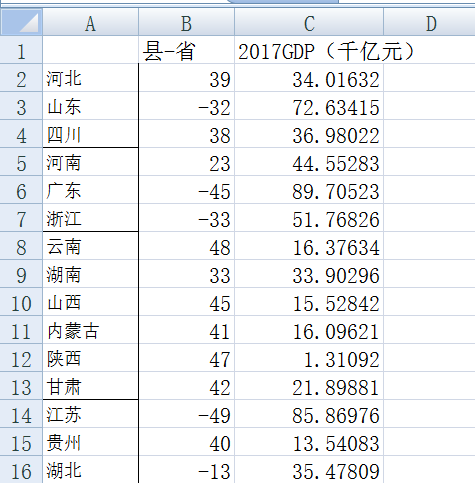 A B C D
1 县-省 2017GDP（千亿元）
2 河北 39 34.01632
3 山东 -32 72.63415
4 四川 38 36.98022
5 河南 23 44.55283
6 广东 -45 89.70523
7 浙江 -33 51.76826
8 云南 48 16.37634
9 湖南 33 33.90296
10 山西 45 15.52842
11 内蒙古 41 16.09621
12 陕西 47 1.31092
13 甘肃 42 21.89881
14 江苏 -49 85.86976
15 贵州 40 13.54083
16 湖北 -13 35.47809